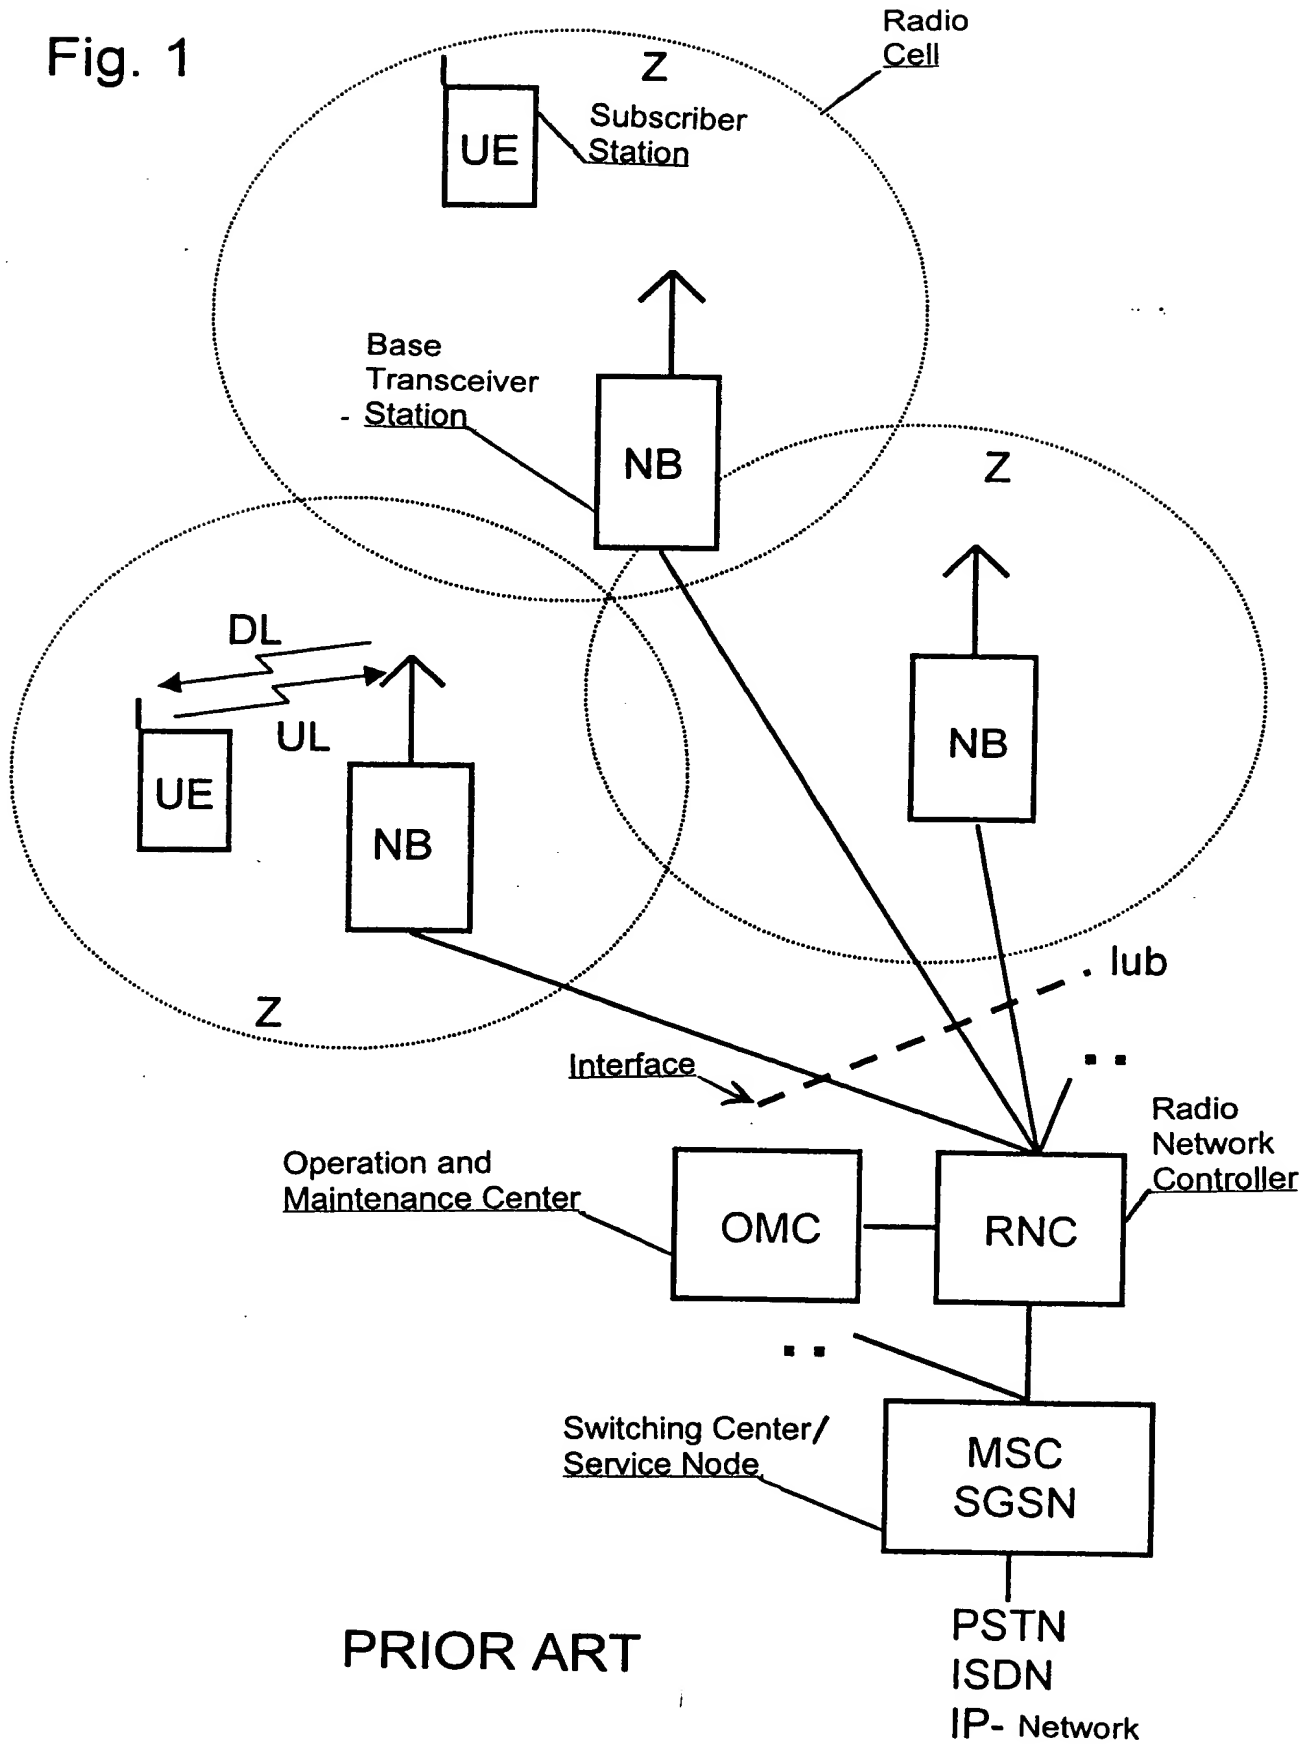 Fig. 1
Radio
Cell
Z
Subscriber
Station
UE
Base
Transceiver
Station
NB
Z
DL
UL
UE
NB
NB
Z
Iub
Interface
Radio
Network
Controller
Operation and
Maintenance Center
OMC
RNC
Switching Center/
Service Node
MSC
SGSN
PSTN
ISDN
IP- Network
PRIOR ART